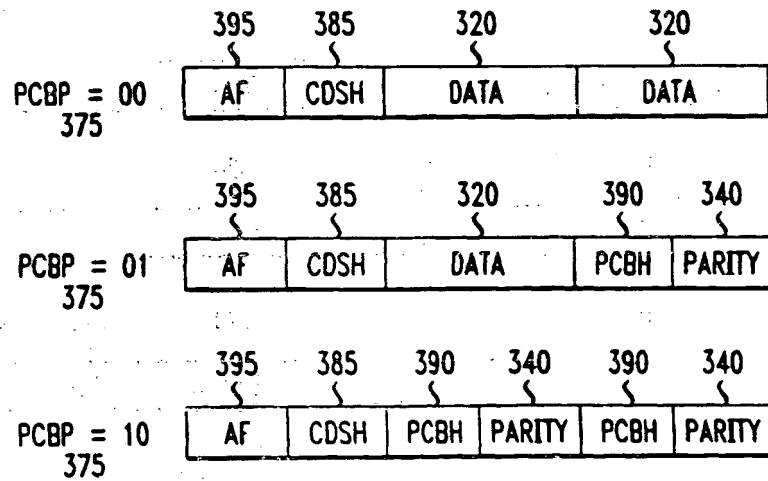 395 385 320 320
PCBP = 00 AF CDSH DATA DATA
375
395 385 320 390 340
PCBP = 01 AF CDSH DATA PCBH PARITY
375
395 385 390 340 390 340
PCBP = 10 AF CDSH PCBH PARITY PCBH PARITY
375